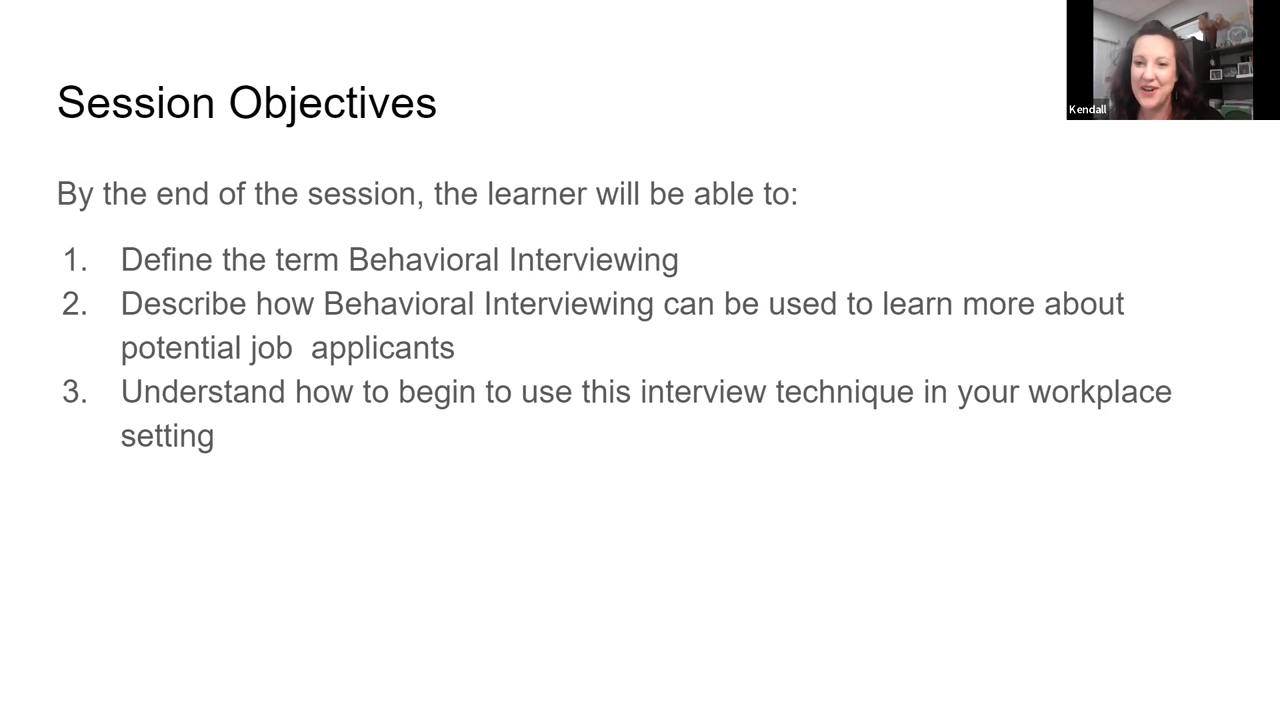 Session Objectives
Kendall
By the end of the session, the learner will be able to:
1. Define the term Behavioral Interviewing
2. Describe how Behavioral Interviewing can be used to learn more about
potential job  applicants
3. Understand how to begin to use this interview technique in your workplace
setting